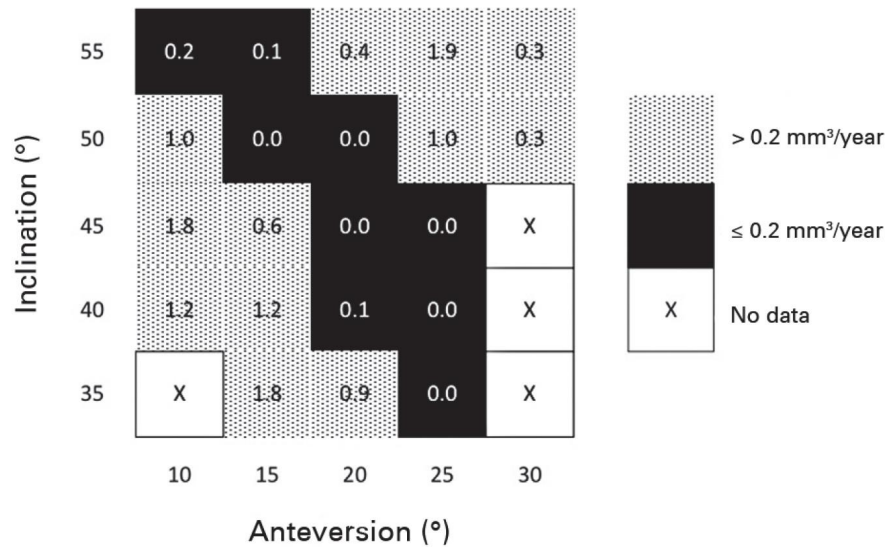 55 0.2 0.1 0.4 1.9 0.3
> 0.2 mm³/year
50 1.0 0.0 0.0 1.0 0.3
45 1.8 0.6 0.0 0.0 X
≤ 0.2 mm³/year
40 1.2 1.2 0.1 0.0 X
X No data
35 X 1.8 0.9 0.0 X
10 15 20 25 30
Inclination (°)
Anteversion (°)